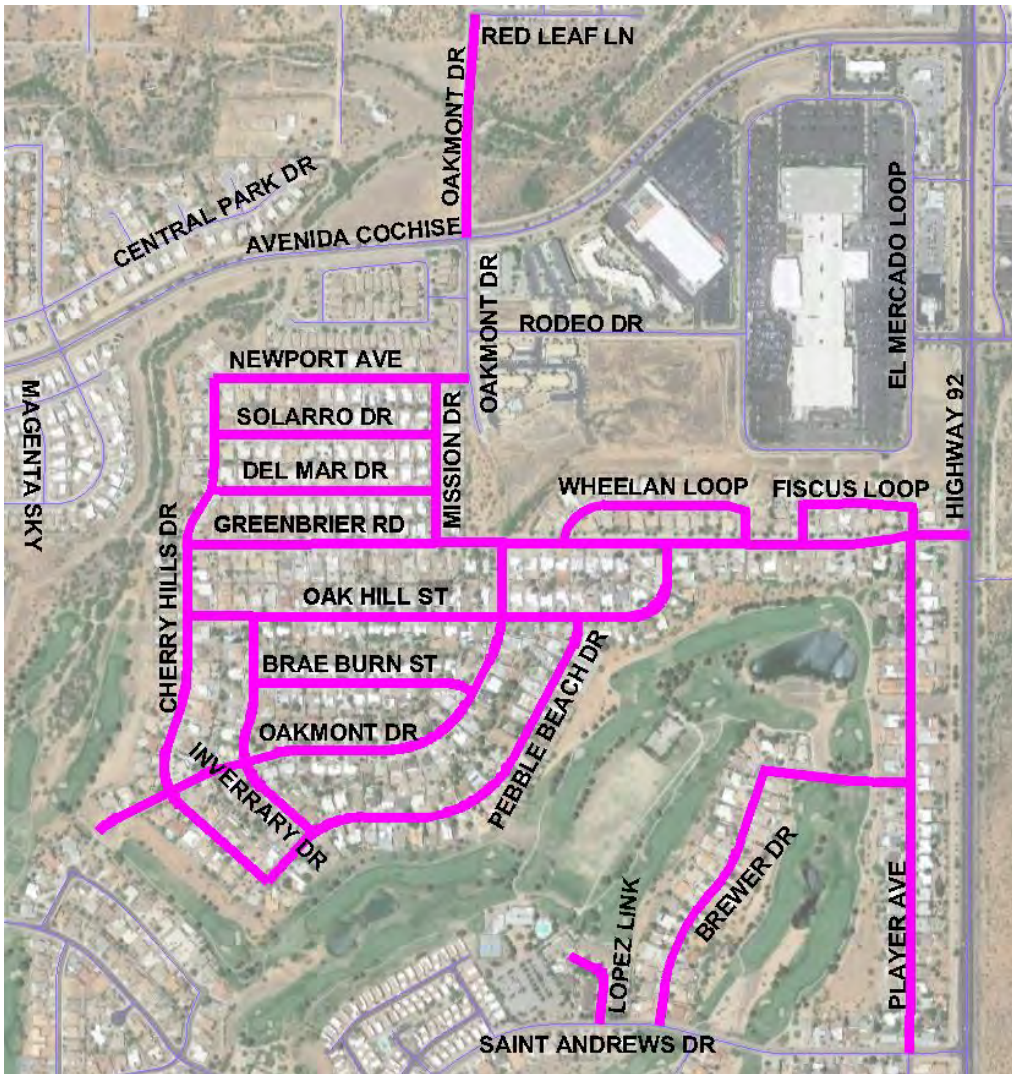 RED LEAF LN
OAKMONT DR
CENTRAL PARK DR
AVENIDA COCHISE
EL MERCADO LOOP
OAKMONT DR
RODEO DR
NEWPORT AVE
MAGENTA SKY
SOLARRO DR
MISSION DR
DEL MAR DR
HIGHWAY 92
WHEELAN LOOP
FISCUS LOOP
GREENBRIER RD
CHERRY HILLS DR
OAK HILL ST
BRAE BURN ST
PEBBLE BEACH DR
OAKMONT DR
INVERRARY DR
BREWER DR
PLAYER AVE
LOPEZ LINK
SAINT ANDREWS DR